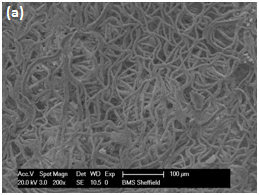 (a)
Acc.V Spot Magn Det WD Exp 100 µm
20.0 kV 3.0 200x SE 10.5 0 BMS Sheffield